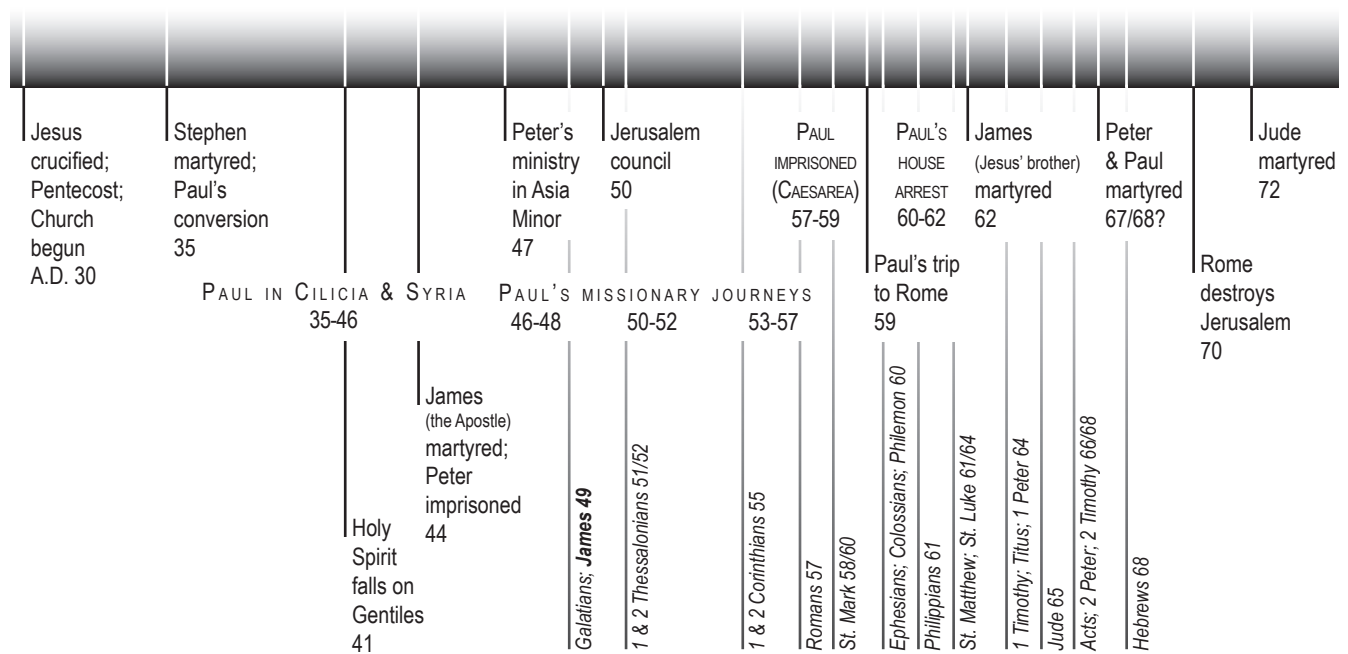 Jesus
crucified;
Pentecost;
Church
begun
A.D. 30
Stephen
martyred;
Paul's
conversion
35
Peter's
ministry
in Asia
Minor
47
Jerusalem
council
50
PAUL
IMPRISONED
(CAESAREA)
57-59
PAUL'S
HOUSE
ARREST
60-62
James
(Jesus' brother)
martyred
62
Peter
& Paul
martyred
67/68?
Jude
martyred
72
Paul's trip
to Rome
59
Rome
destroys
Jerusalem
70
PAUL IN CILICIA & SYRIA
35-46
PAUL'S MISSIONARY JOURNEYS
46-48
50-52
53-57
James
(the Apostle)
martyred;
Peter
imprisoned
44
Holy
Spirit
falls on
Gentiles
41
Galatians; James 49
1 & 2 Thessalonians 51/52
1 & 2 Corinthians 55
Romans 57
St. Mark 58/60
Ephesians; Colossians; Philemon 60
Philippians 61
St. Matthew; St. Luke 61/64
1 Timothy; Titus; 1 Peter 64
Jude 65
Acts; 2 Peter; 2 Timothy 66/68
Hebrews 68